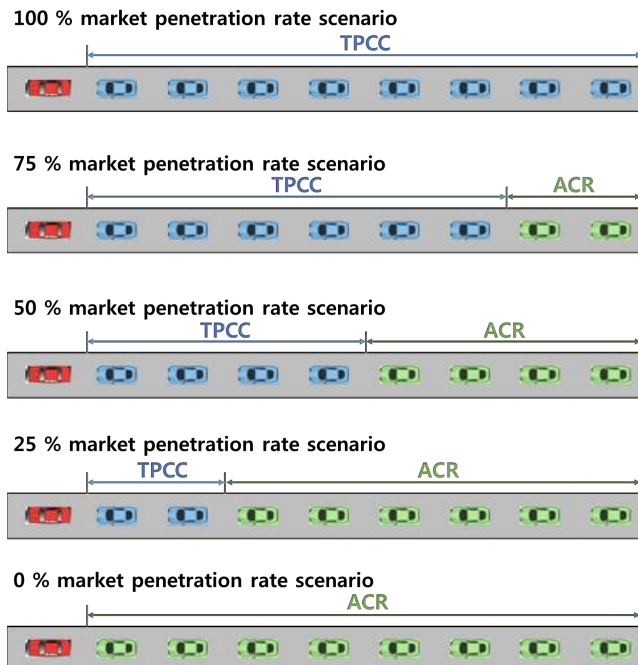 100 % market penetration rate scenario
TPCC
75 % market penetration rate scenario
TPCC ACR
50 % market penetration rate scenario
TPCC ACR
25 % market penetration rate scenario
TPCC ACR
0 % market penetration rate scenario
ACR